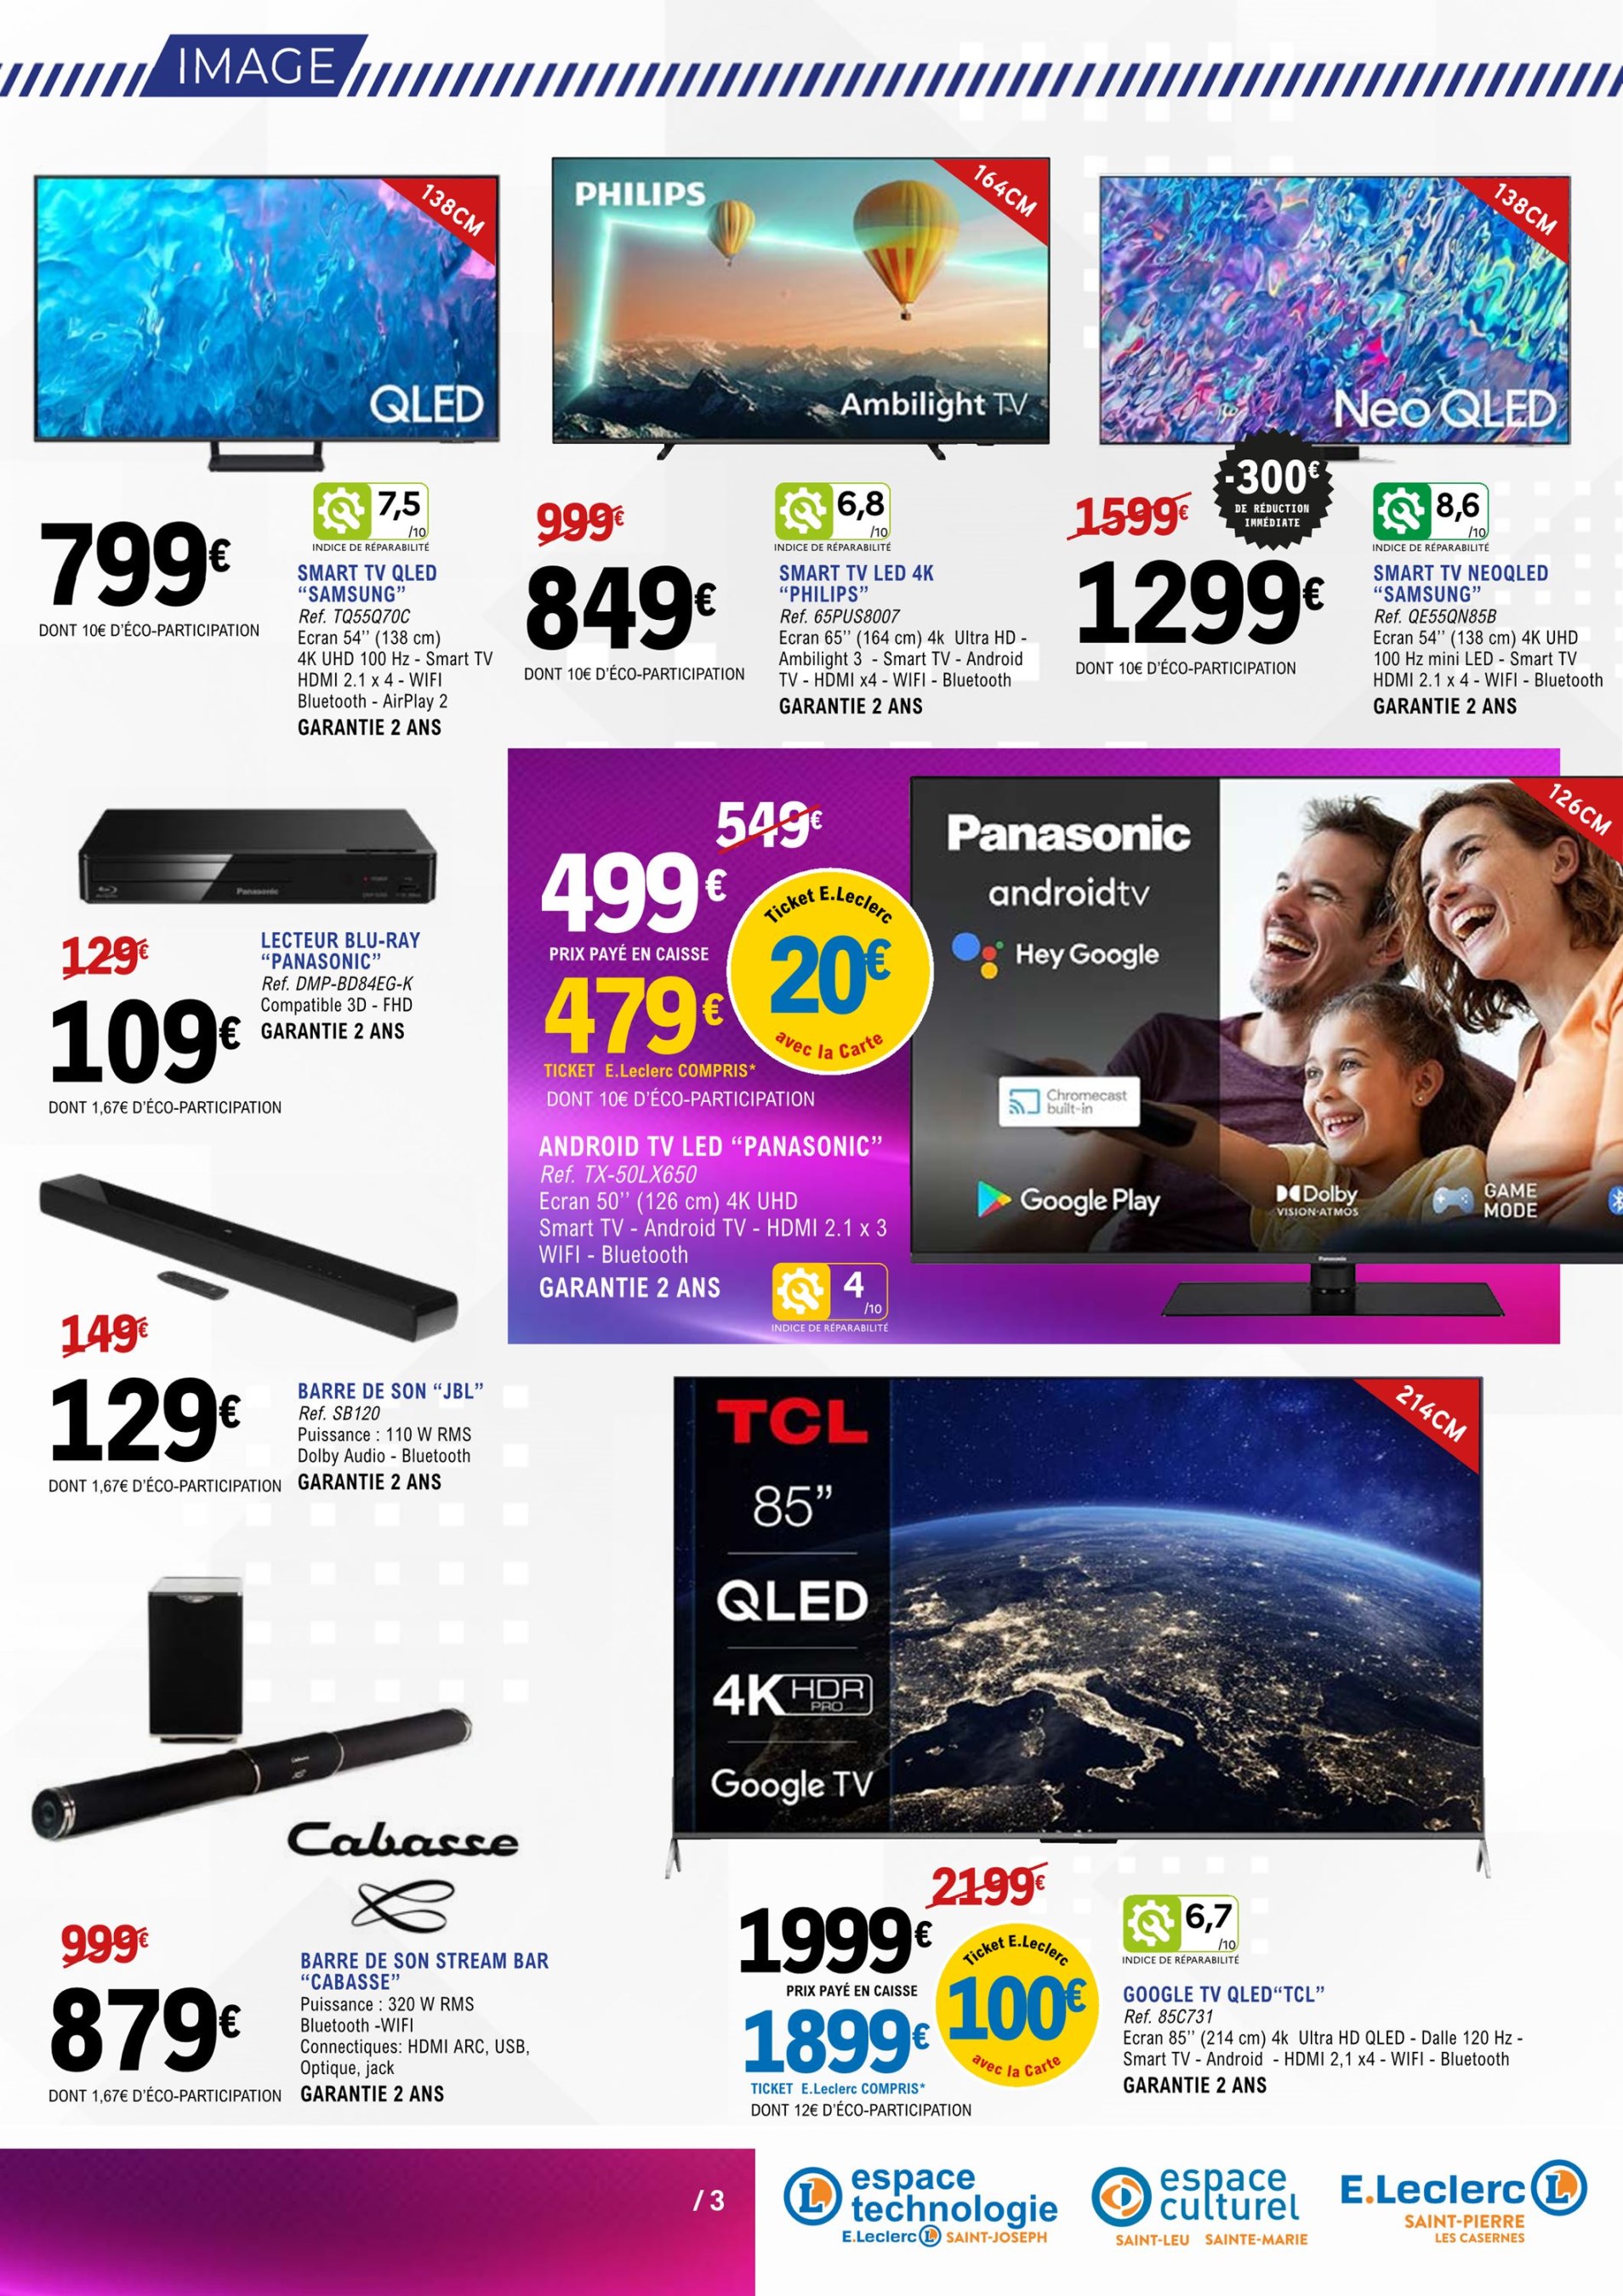 IMAGE
138CM
QLED
PHILIPS
164CM
Ambilight TV
138CM
Neo QLED
799€
DONT 10€ D'ÉCO-PARTICIPATION
7,5
/10
INDICE DE RÉPARABILITÉ
SMART TV QLED
“SAMSUNG”
Ref. TQ55Q70C
Ecran 54’’ (138 cm)
4K UHD 100 Hz - Smart TV
HDMI 2.1 x 4 - WIFI
Bluetooth - AirPlay 2
GARANTIE 2 ANS
999€
849€
DONT 10€ D'ÉCO-PARTICIPATION
6,8
/10
INDICE DE RÉPARABILITÉ
SMART TV LED 4K
“PHILIPS”
Ref. 65PUS8007
Ecran 65’’ (164 cm) 4k Ultra HD -
Ambilight 3 - Smart TV - Android
TV - HDMI x4 - WIFI - Bluetooth
GARANTIE 2 ANS
1599€
-300€
DE RÉDUCTION
IMMÉDIATE
1299€
DONT 10€ D'ÉCO-PARTICIPATION
8,6
/10
INDICE DE RÉPARABILITÉ
SMART TV NEOQLED
“SAMSUNG”
Ref. QE55QN85B
Ecran 54’’ (138 cm) 4K UHD
100 Hz mini LED - Smart TV
HDMI 2.1 x 4 - WIFI - Bluetooth
GARANTIE 2 ANS
Panasonic
129€
109€
DONT 1,67€ D'ÉCO-PARTICIPATION
LECTEUR BLU-RAY
“PANASONIC”
Ref. DMP-BD84EG-K
Compatible 3D - FHD
GARANTIE 2 ANS
549€
499€
PRIX PAYÉ EN CAISSE
479€
TICKET E.Leclerc COMPRIS*
DONT 10€ D'ÉCO-PARTICIPATION
Ticket E.Leclerc
20€
avec la Carte
ANDROID TV LED “PANASONIC”
Ref. TX-50LX650
Ecran 50’’ (126 cm) 4K UHD
Smart TV - Android TV - HDMI 2.1 x 3
WIFI - Bluetooth
GARANTIE 2 ANS
4
/10
INDICE DE RÉPARABILITÉ
126CM
Panasonic
androidtv
Hey Google
Chromecast
built-in
Google Play
Dolby
VISION·ATMOS
GAME
MODE
Panasonic
149€
129€
DONT 1,67€ D'ÉCO-PARTICIPATION
BARRE DE SON “JBL”
Ref. SB120
Puissance : 110 W RMS
Dolby Audio - Bluetooth
GARANTIE 2 ANS
214CM
TCL
85”
QLED
4K HDR
PRO
Google TV
Cabasse
999€
879€
DONT 1,67€ D'ÉCO-PARTICIPATION
BARRE DE SON STREAM BAR
“CABASSE”
Puissance : 320 W RMS
Bluetooth -WIFI
Connectiques: HDMI ARC, USB,
Optique, jack
GARANTIE 2 ANS
2199€
1999€
PRIX PAYÉ EN CAISSE
1899€
TICKET E.Leclerc COMPRIS*
DONT 12€ D'ÉCO-PARTICIPATION
Ticket E.Leclerc
100€
avec la Carte
6,7
/10
INDICE DE RÉPARABILITÉ
GOOGLE TV QLED“TCL”
Ref. 85C731
Ecran 85’’ (214 cm) 4k Ultra HD QLED - Dalle 120 Hz -
Smart TV - Android - HDMI 2,1 x4 - WIFI - Bluetooth
GARANTIE 2 ANS
/ 3
espace
technologie
E.Leclerc L SAINT-JOSEPH
espace
culturel
SAINT-LEU SAINTE-MARIE
E.Leclerc L
SAINT-PIERRE
LES CASERNES